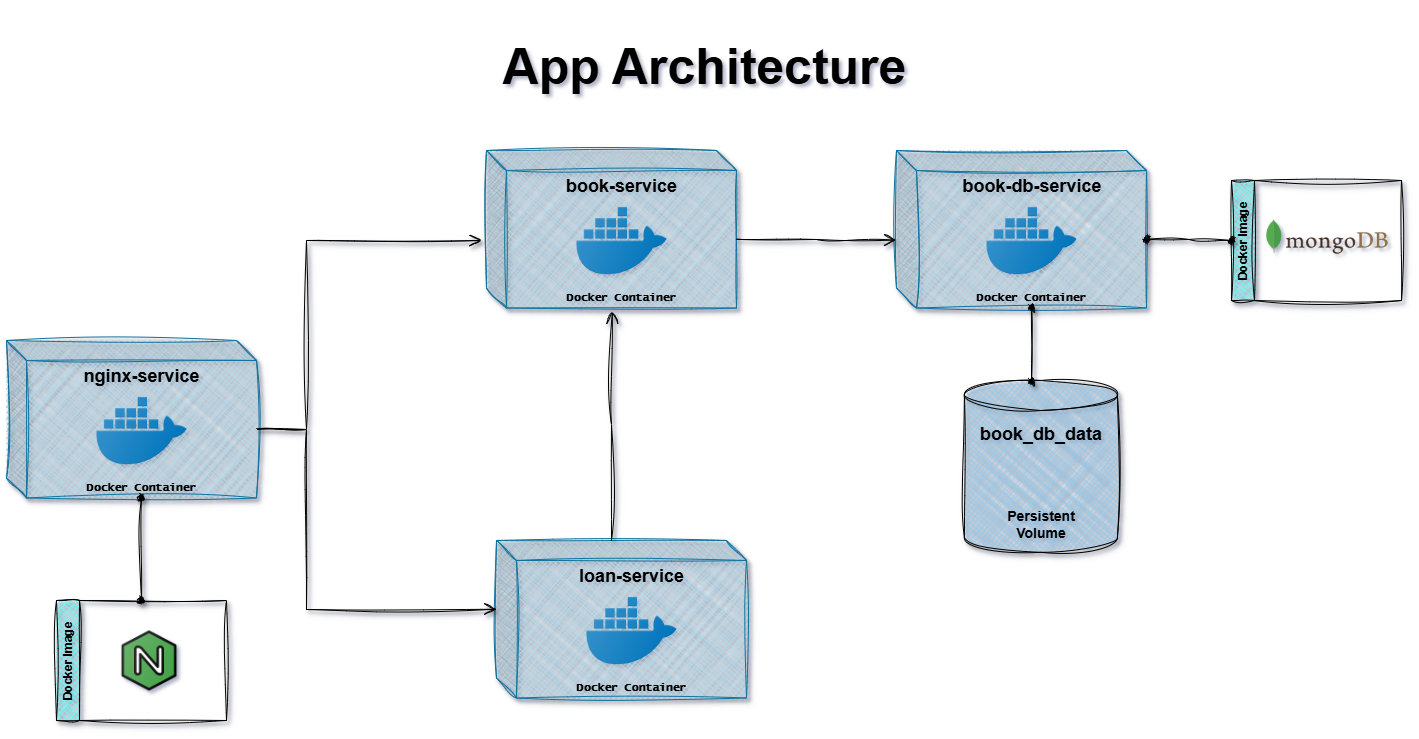 App Architecture
book-service
Docker Container
book-db-service
Docker Container
Docker Image
mongoDB
nginx-service
Docker Container
book_db_data
Persistent
Volume
loan-service
Docker Container
Docker Image
N